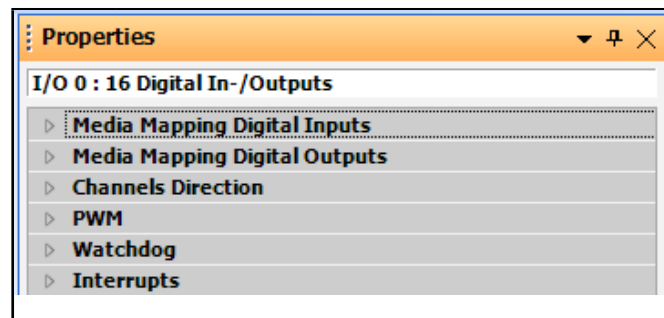 Properties
I/O 0 : 16 Digital In-/Outputs
Media Mapping Digital Inputs
Media Mapping Digital Outputs
Channels Direction
PWM
Watchdog
Interrupts